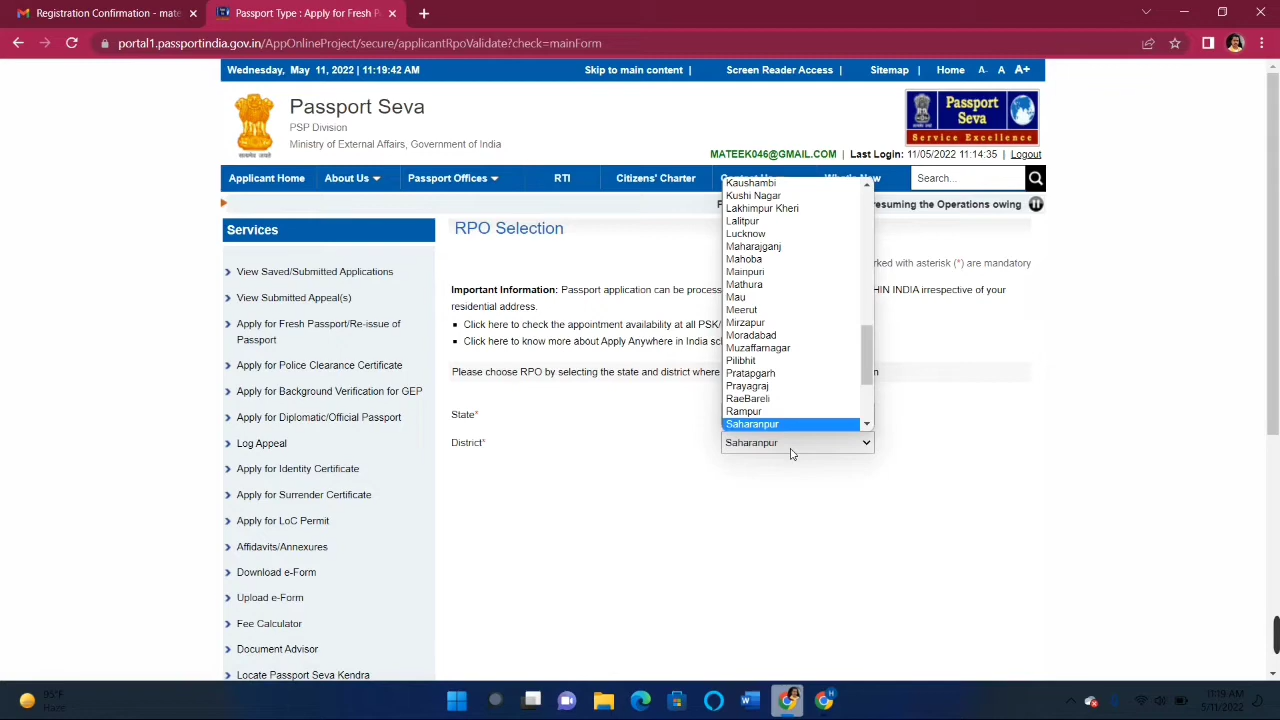 Registration Confirmation - mate
Passport Type : Apply for Fresh P
portal1.passportindia.gov.in/AppOnlineProject/secure/applicantRpoValidate?check=mainForm
Wednesday, May 11, 2022 | 11:19:42 AM
Skip to main content |
Screen Reader Access |
Sitemap |
Home
A-
A
A+
Passport Seva
PSP Division
Ministry of External Affairs, Government of India
Passport
Seva
Service Excellence
MATEEK046@GMAIL.COM | Last Login: 11/05/2022 11:14:35 | Logout
Applicant Home
About Us
Passport Offices
RTI
Citizens' Charter
Search...
esuming the Operations owing
Services
View Saved/Submitted Applications
View Submitted Appeal(s)
Apply for Fresh Passport/Re-issue of
Passport
Apply for Police Clearance Certificate
Apply for Background Verification for GEP
Apply for Diplomatic/Official Passport
Log Appeal
Apply for Identity Certificate
Apply for Surrender Certificate
Apply for LoC Permit
Affidavits/Annexures
Download e-Form
Upload e-Form
Fee Calculator
Document Advisor
Locate Passport Seva Kendra
RPO Selection
rked with asterisk (*) are mandatory
Important Information: Passport application can be process
HIN INDIA irrespective of your
residential address.
Click here to check the appointment availability at all PSK/
Click here to know more about Apply Anywhere in India sc
Please choose RPO by selecting the state and district where
n
State*
District*
Kaushambi
Kushi Nagar
Lakhimpur Kheri
Lalitpur
Lucknow
Maharajganj
Mahoba
Mainpuri
Mathura
Mau
Meerut
Mirzapur
Moradabad
Muzaffarnagar
Pilibhit
Pratapgarh
Prayagraj
RaeBareli
Rampur
Saharanpur
Saharanpur
95°F
Haze
11:19 AM
5/11/2022